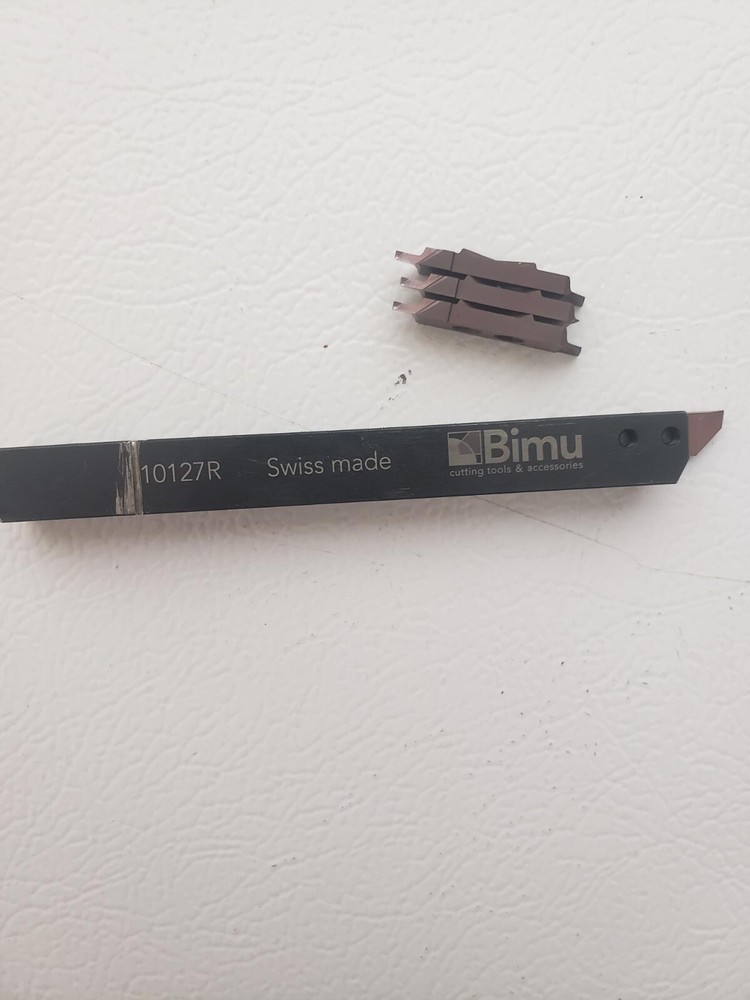 10127R Swiss made Bimu
cutting tools & accessories